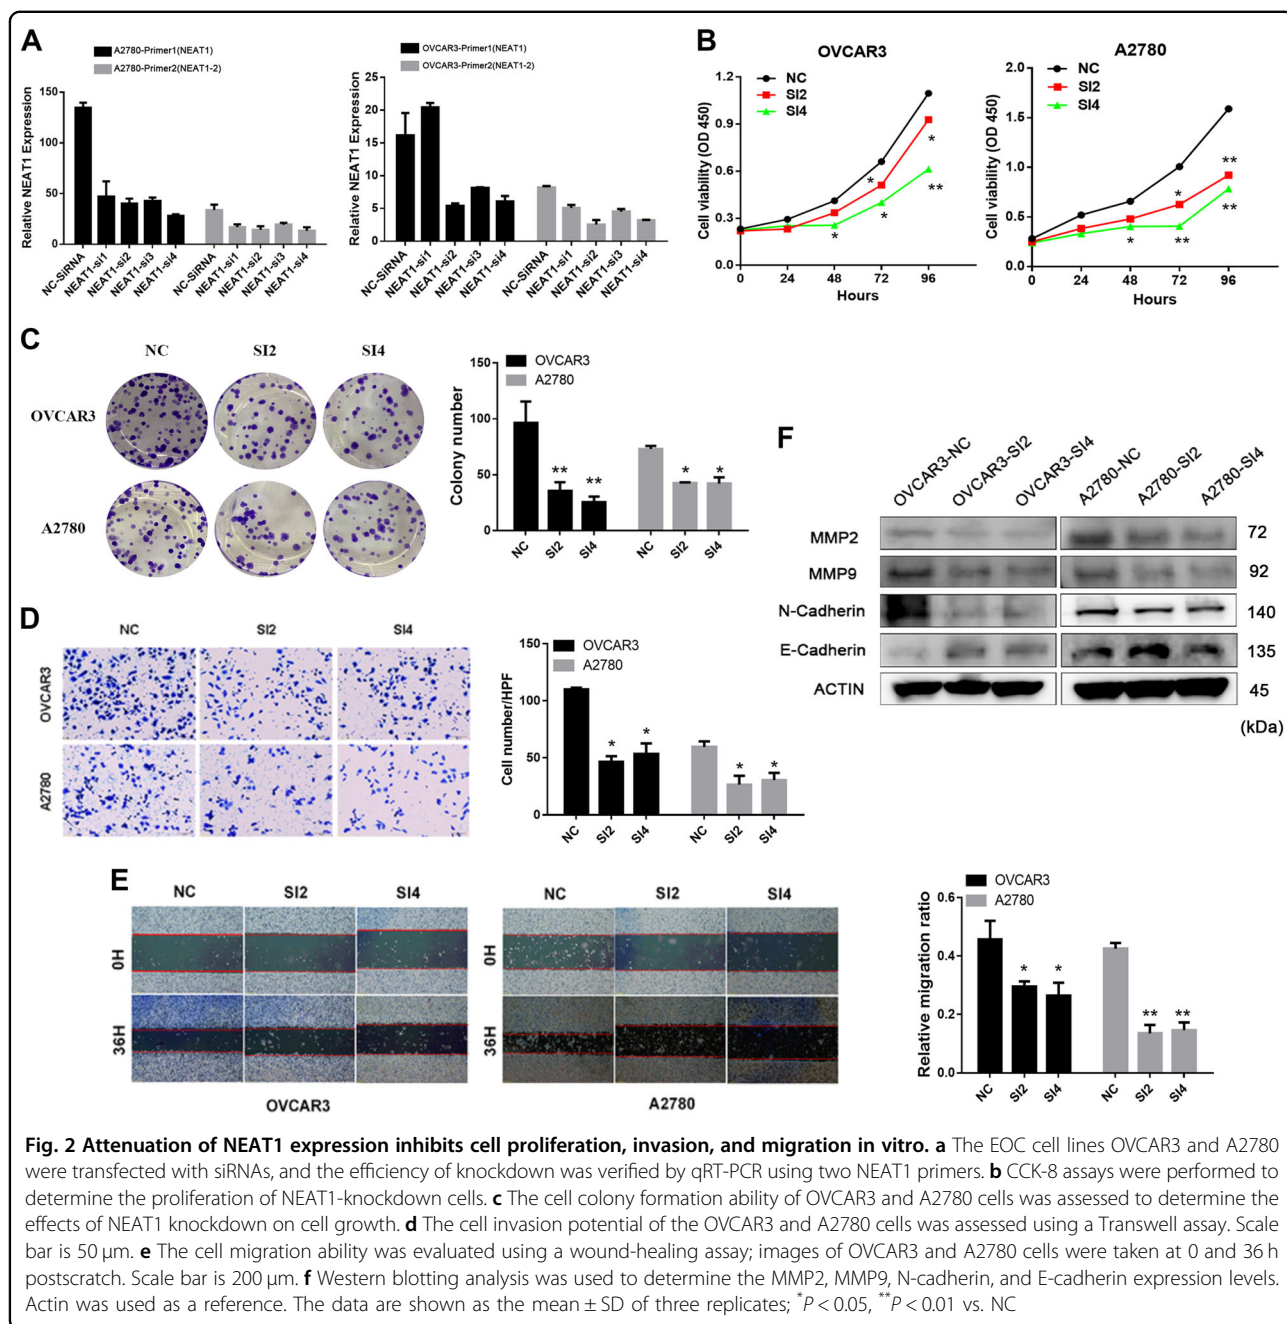 A
A2780-Primer1(NEAT1)
A2780-Primer2(NEAT1-2)
Relative NEAT1 Expression
150
100
50
0
NC-SiRNA
NEAT1-si1
NEAT1-si2
NEAT1-si3
NEAT1-si4
NC-SiRNA
NEAT1-si1
NEAT1-si2
NEAT1-si3
NEAT1-si4
OVCAR3-Primer1(NEAT1)
OVCAR3-Primer2(NEAT1-2)
Relative NEAT1 Expression
25
20
15
10
5
0
NC-SiRNA
NEAT1-si1
NEAT1-si2
NEAT1-si3
NEAT1-si4
NC-SiRNA
NEAT1-si1
NEAT1-si2
NEAT1-si3
NEAT1-si4
B
OVCAR3
NC
SI2
SI4
Cell viability (OD 450)
1.2
0.9
0.6
0.3
0.0
* * * * **
0 24 48 72 96
Hours
A2780
NC
SI2
SI4
Cell viability (OD 450)
2.0
1.5
1.0
0.5
0.0
* * ** ** **
0 24 48 72 96
Hours
C
NC SI2 SI4
OVCAR3
A2780
OVCAR3
A2780
Colony number
150
100
50
0
** ** * *
NC SI2 SI4 NC SI2 SI4
D
NC SI2 SI4
OVCAR3
A2780
OVCAR3
A2780
Cell number/HPF
150
100
50
0
* * * *
NC SI2 SI4 NC SI2 SI4
F
OVCAR3-NC OVCAR3-SI2 OVCAR3-SI4 A2780-NC A2780-SI2 A2780-SI4
MMP2 72
MMP9 92
N-Cadherin 140
E-Cadherin 135
ACTIN 45
(kDa)
E
NC SI2 SI4 NC SI2 SI4
0H 0H
36H 36H
OVCAR3 A2780
OVCAR3
A2780
Relative migration ratio
0.6
0.4
0.2
0.0
* * ** **
NC SI2 SI4 NC SI2 SI4
Fig. 2 Attenuation of NEAT1 expression inhibits cell proliferation, invasion, and migration in vitro. a The EOC cell lines OVCAR3 and A2780
were transfected with siRNAs, and the efficiency of knockdown was verified by qRT-PCR using two NEAT1 primers. b CCK-8 assays were performed to
determine the proliferation of NEAT1-knockdown cells. c The cell colony formation ability of OVCAR3 and A2780 cells was assessed to determine the
effects of NEAT1 knockdown on cell growth. d The cell invasion potential of the OVCAR3 and A2780 cells was assessed using a Transwell assay. Scale
bar is 50 μm. e The cell migration ability was evaluated using a wound-healing assay; images of OVCAR3 and A2780 cells were taken at 0 and 36 h
postscratch. Scale bar is 200 μm. f Western blotting analysis was used to determine the MMP2, MMP9, N-cadherin, and E-cadherin expression levels.
Actin was used as a reference. The data are shown as the mean ± SD of three replicates; *P < 0.05, **P < 0.01 vs. NC